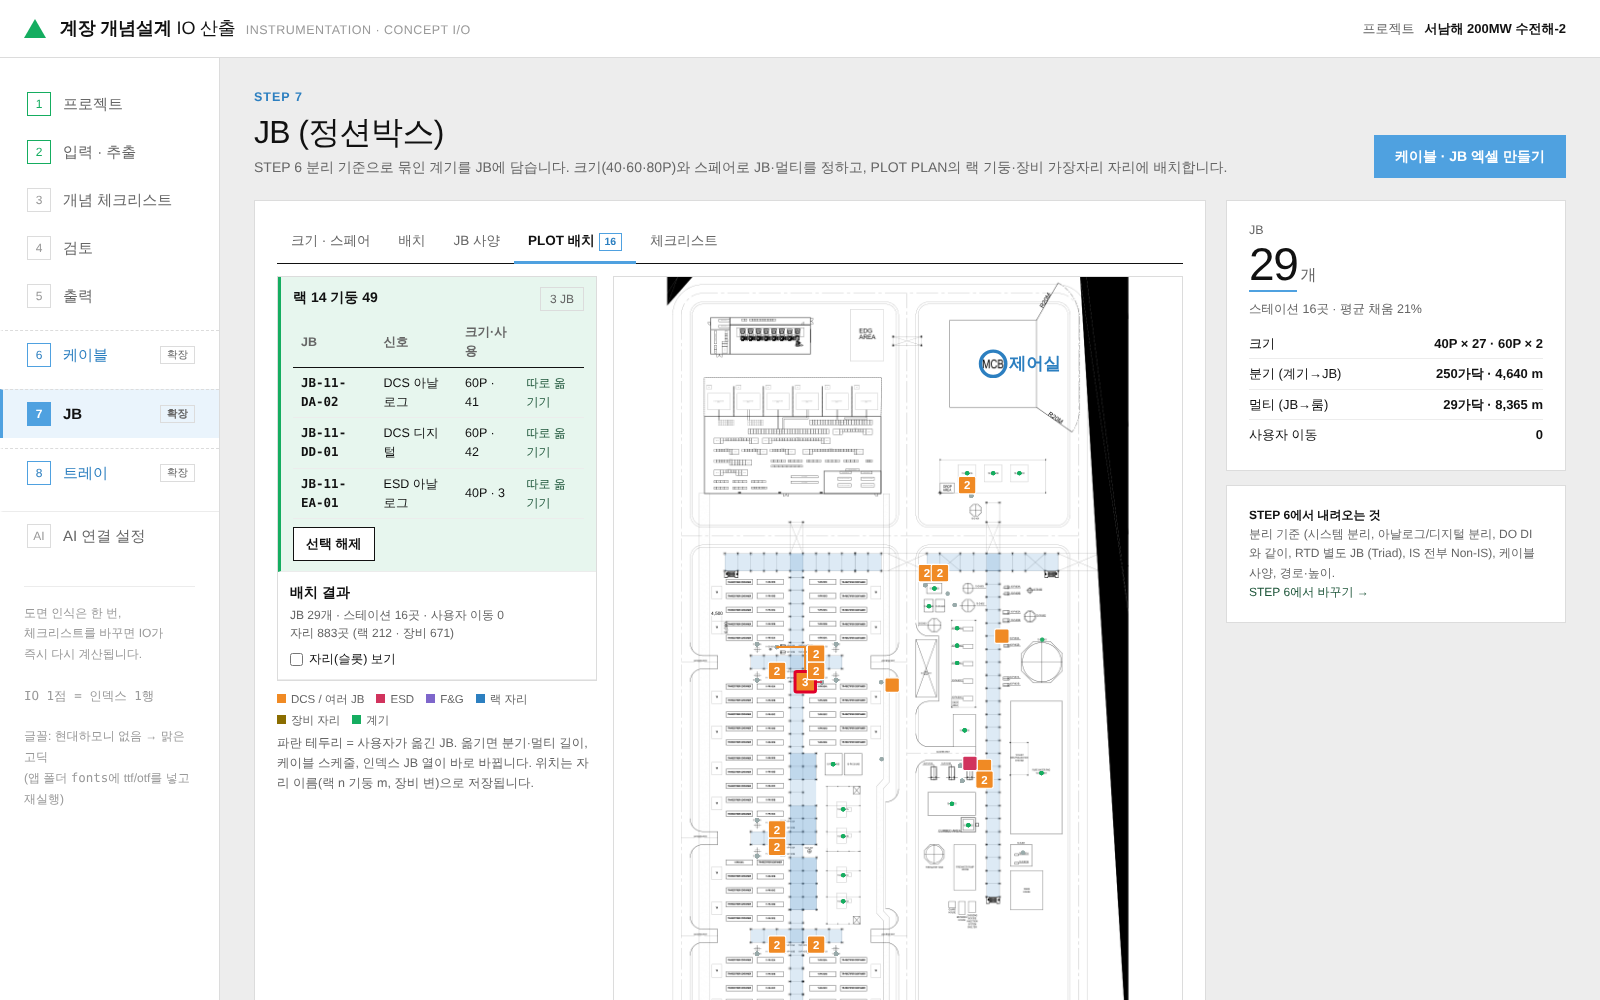 계장 개념설계 IO 산출 INSTRUMENTATION · CONCEPT I/O
프로젝트 서남해 200MW 수전해-2
1 프로젝트
2 입력 · 추출
3 개념 체크리스트
4 검토
5 출력
6 케이블 확장
7 JB 확장
8 트레이 확장
AI AI 연결 설정
도면 인식은 한 번,
체크리스트를 바꾸면 IO가
즉시 다시 계산됩니다.
IO 1점 = 인덱스 1행
글꼴: 현대하모니 없음 → 맑은
고딕
(앱 폴더 fonts에 ttf/otf를 넣고
재실행)
STEP 7
JB (정션박스)
STEP 6 분리 기준으로 묶인 계기를 JB에 담습니다. 크기(40·60·80P)와 스페어로 JB·멀티를 정하고, PLOT PLAN의 랙 기둥·장비 가장자리 자리에 배치합니다.
케이블 · JB 엑셀 만들기
크기 · 스페어 배치 JB 사양 PLOT 배치 16 체크리스트
랙 14 기둥 49 3 JB
JB 신호 크기·사용
JB-11-DA-02 DCS 아날로그 60P · 41 따로 옮기기
JB-11-DD-01 DCS 디지털 60P · 42 따로 옮기기
JB-11-EA-01 ESD 아날로그 40P · 3 따로 옮기기
선택 해제
배치 결과
JB 29개 · 스테이션 16곳 · 사용자 이동 0
자리 883곳 (랙 212 · 장비 671)
자리(슬롯) 보기
DCS / 여러 JB ESD F&G 랙 자리
장비 자리 계기
파란 테두리 = 사용자가 옮긴 JB. 옮기면 분기·멀티 길이,
케이블 스케줄, 인덱스 JB 열이 바로 바뀝니다. 위치는 자
리 이름(랙 n 기둥 m, 장비 변)으로 저장됩니다.
EDG
AREA
R20M
MCB 제어실
R20M
2
2 2
4,500
2
2 2
3
2
2
2
2 2
JB
29 개
스테이션 16곳 · 평균 채움 21%
크기 40P × 27 · 60P × 2
분기 (계기→JB) 250가닥 · 4,640 m
멀티 (JB→룸) 29가닥 · 8,365 m
사용자 이동 0
STEP 6에서 내려오는 것
분리 기준 (시스템 분리, 아날로그/디지털 분리, DO DI
와 같이, RTD 별도 JB (Triad), IS 전부 Non-IS), 케이블
사양, 경로·높이.
STEP 6에서 바꾸기 →